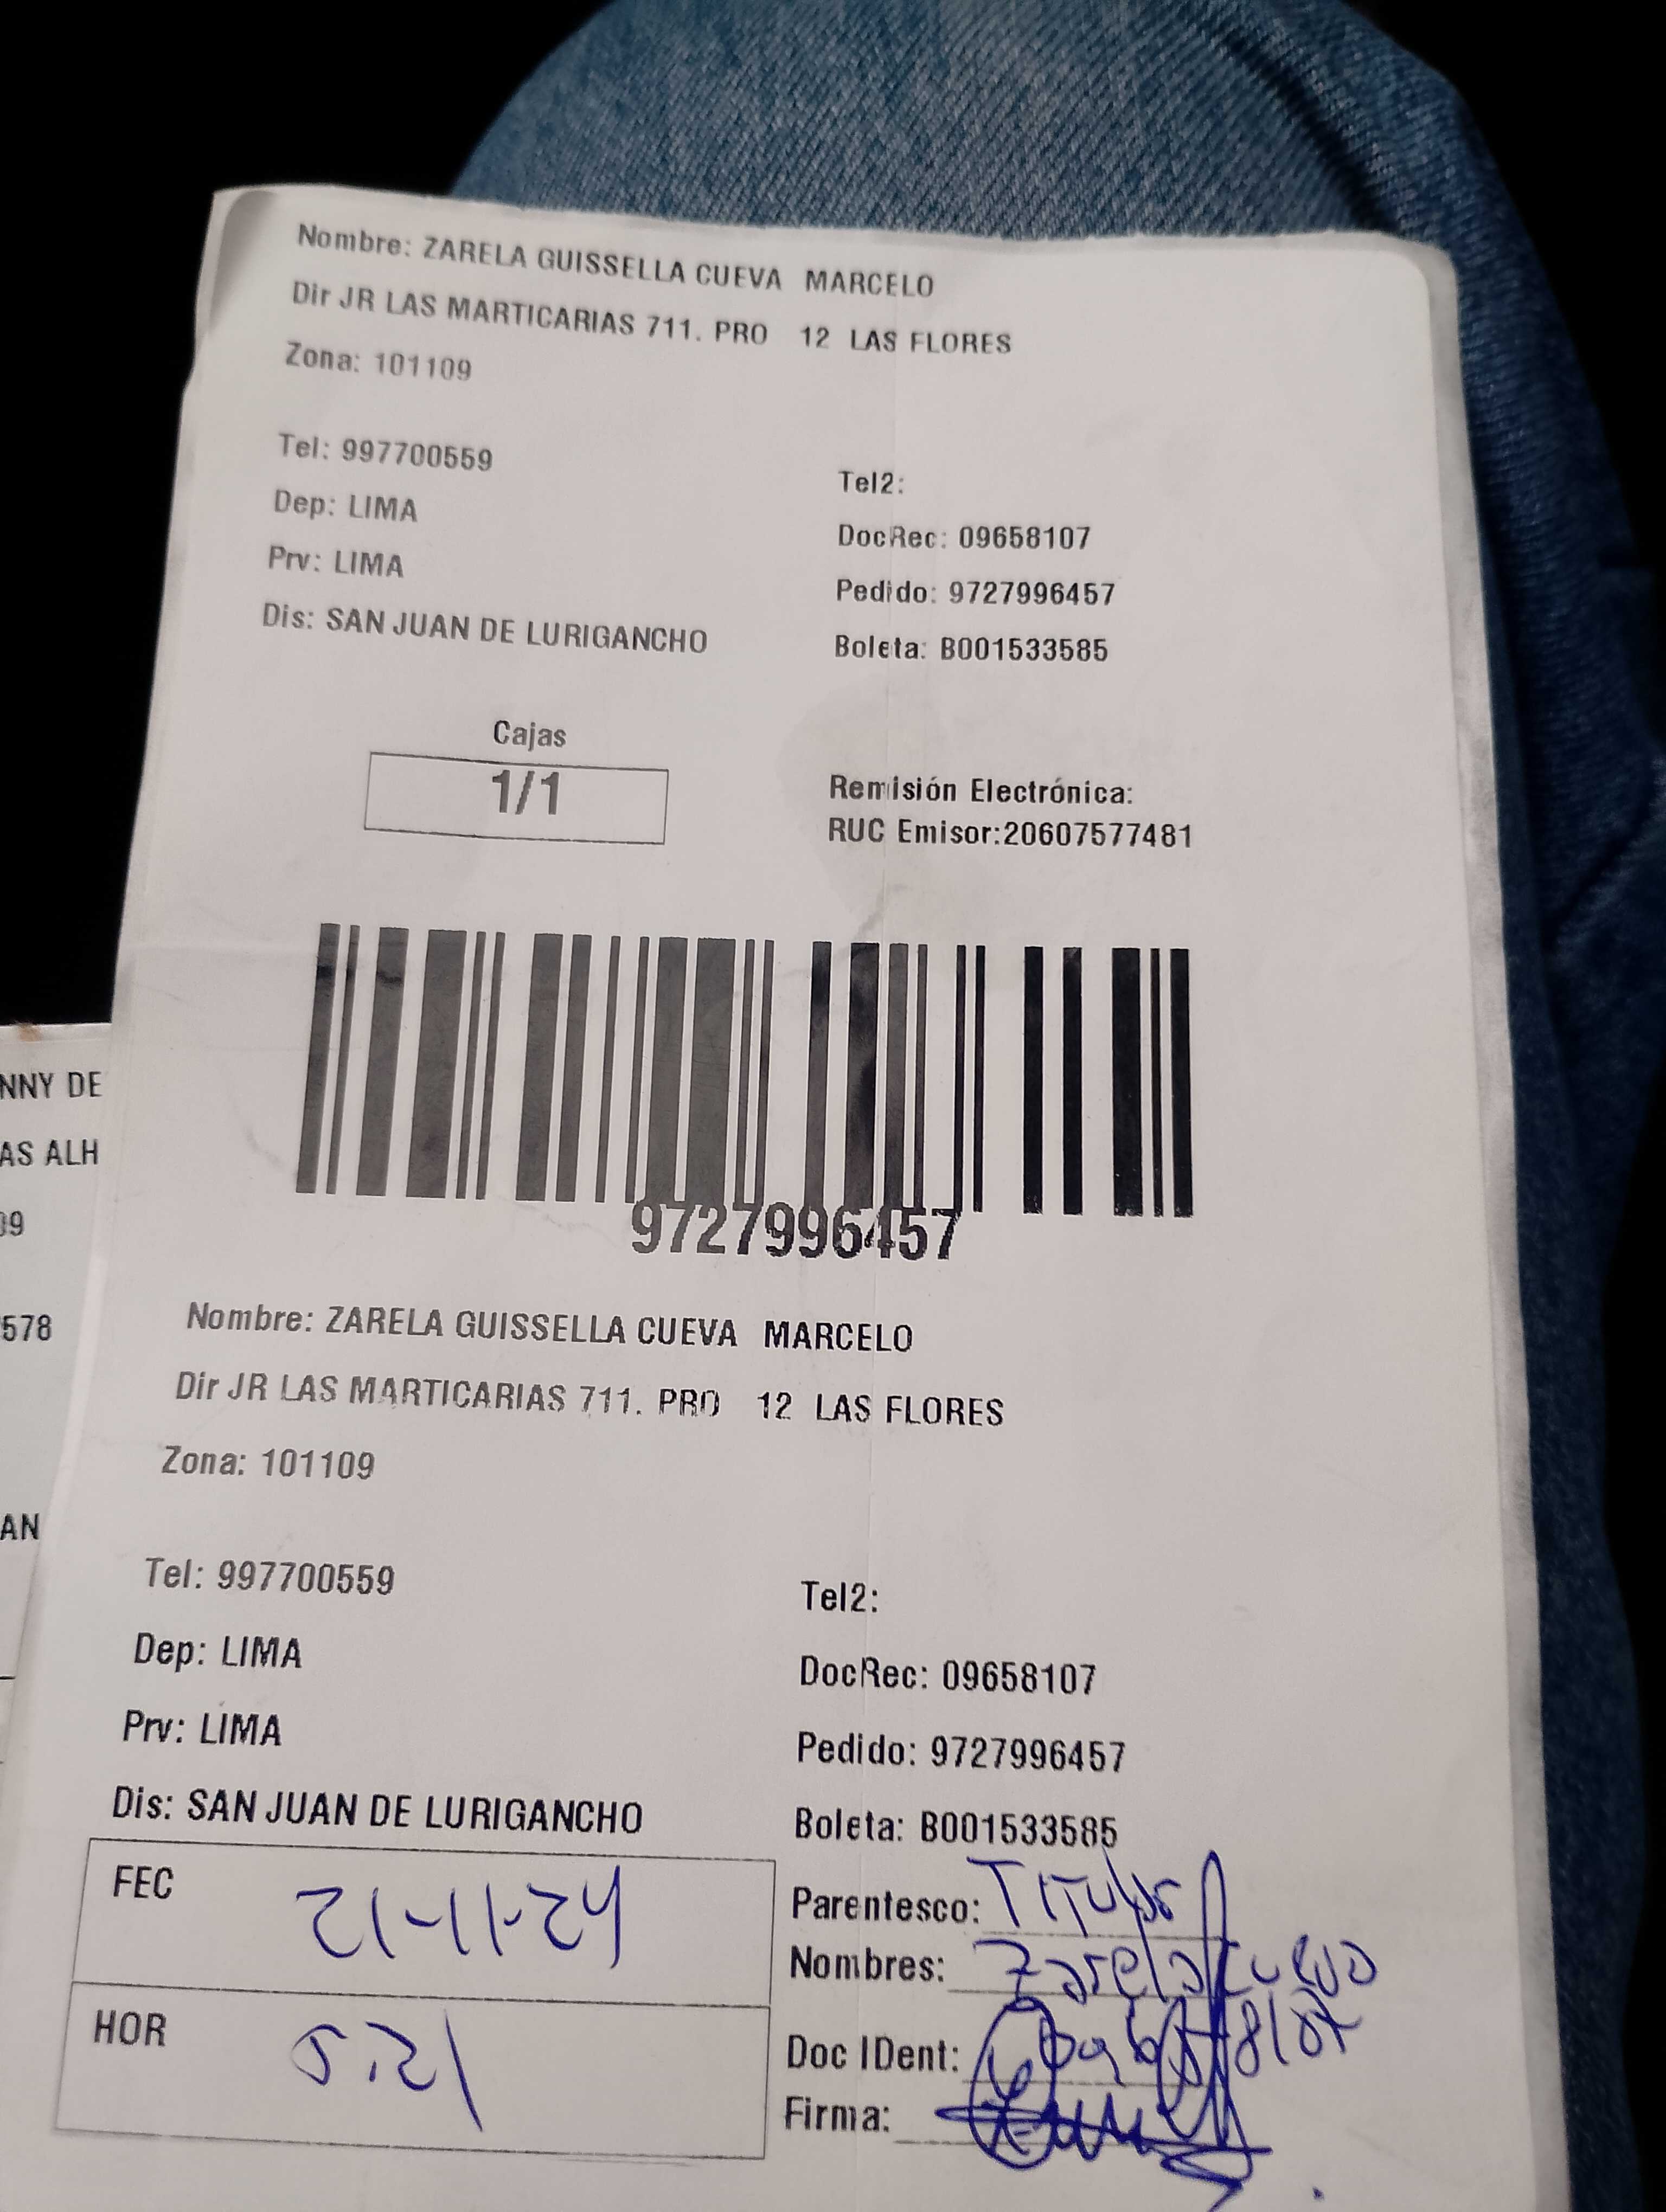 Nombre: ZARELA GUISSELLA CUEVA MARCELO
Dir JR LAS MARTICARIAS 711. PRO 12 LAS FLORES
Zona: 101109
Tel: 997700559
Tel2:
Dep: LIMA
DocRec: 09658107
Prv: LIMA
Pedido: 9727996457
Dis: SAN JUAN DE LURIGANCHO
Boleta: B001533585
Cajas
1/1
Remisión Electrónica:
RUC Emisor:20607577481
9727996457
NNY DE
AS ALH
09
578
AN
Nombre: ZARELA GUISSELLA CUEVA MARCELO
Dir JR LAS MARTICARIAS 711. PRO 12 LAS FLORES
Zona: 101109
Tel: 997700559
Tel2:
Dep: LIMA
DocRec: 09658107
Prv: LIMA
Pedido: 9727996457
Dis: SAN JUAN DE LURIGANCHO
Boleta: B001533585
FEC 21-11-24
Parentesco: Titular
Nombres: Zarela Cueva
HOR 5:21
Doc IDent:
Firma: